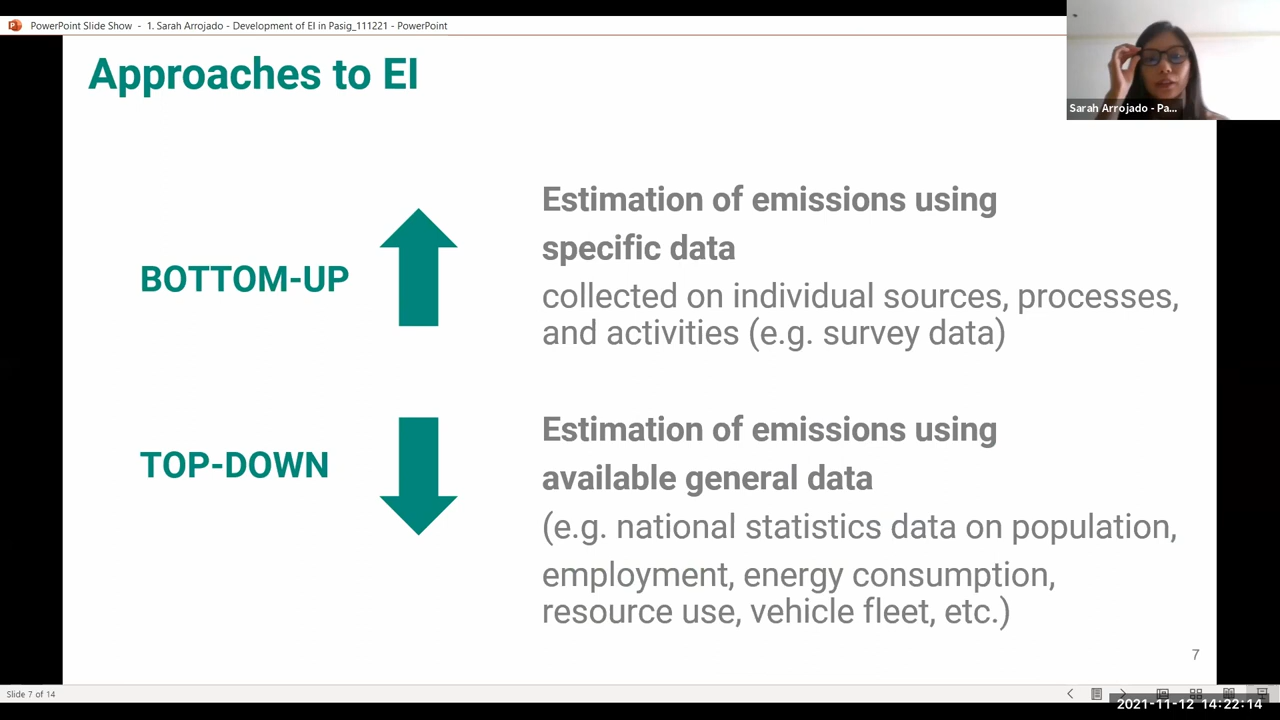 PowerPoint Slide Show - 1. Sarah Arrojado - Development of EI in Pasig_111221 - PowerPoint
Sarah Arrojado - Pa...
Approaches to EI
BOTTOM-UP
Estimation of emissions using
specific data
collected on individual sources, processes,
and activities (e.g. survey data)
TOP-DOWN
Estimation of emissions using
available general data
(e.g. national statistics data on population,
employment, energy consumption,
resource use, vehicle fleet, etc.)
7
Slide 7 of 14
2021-11-12 14:22:14